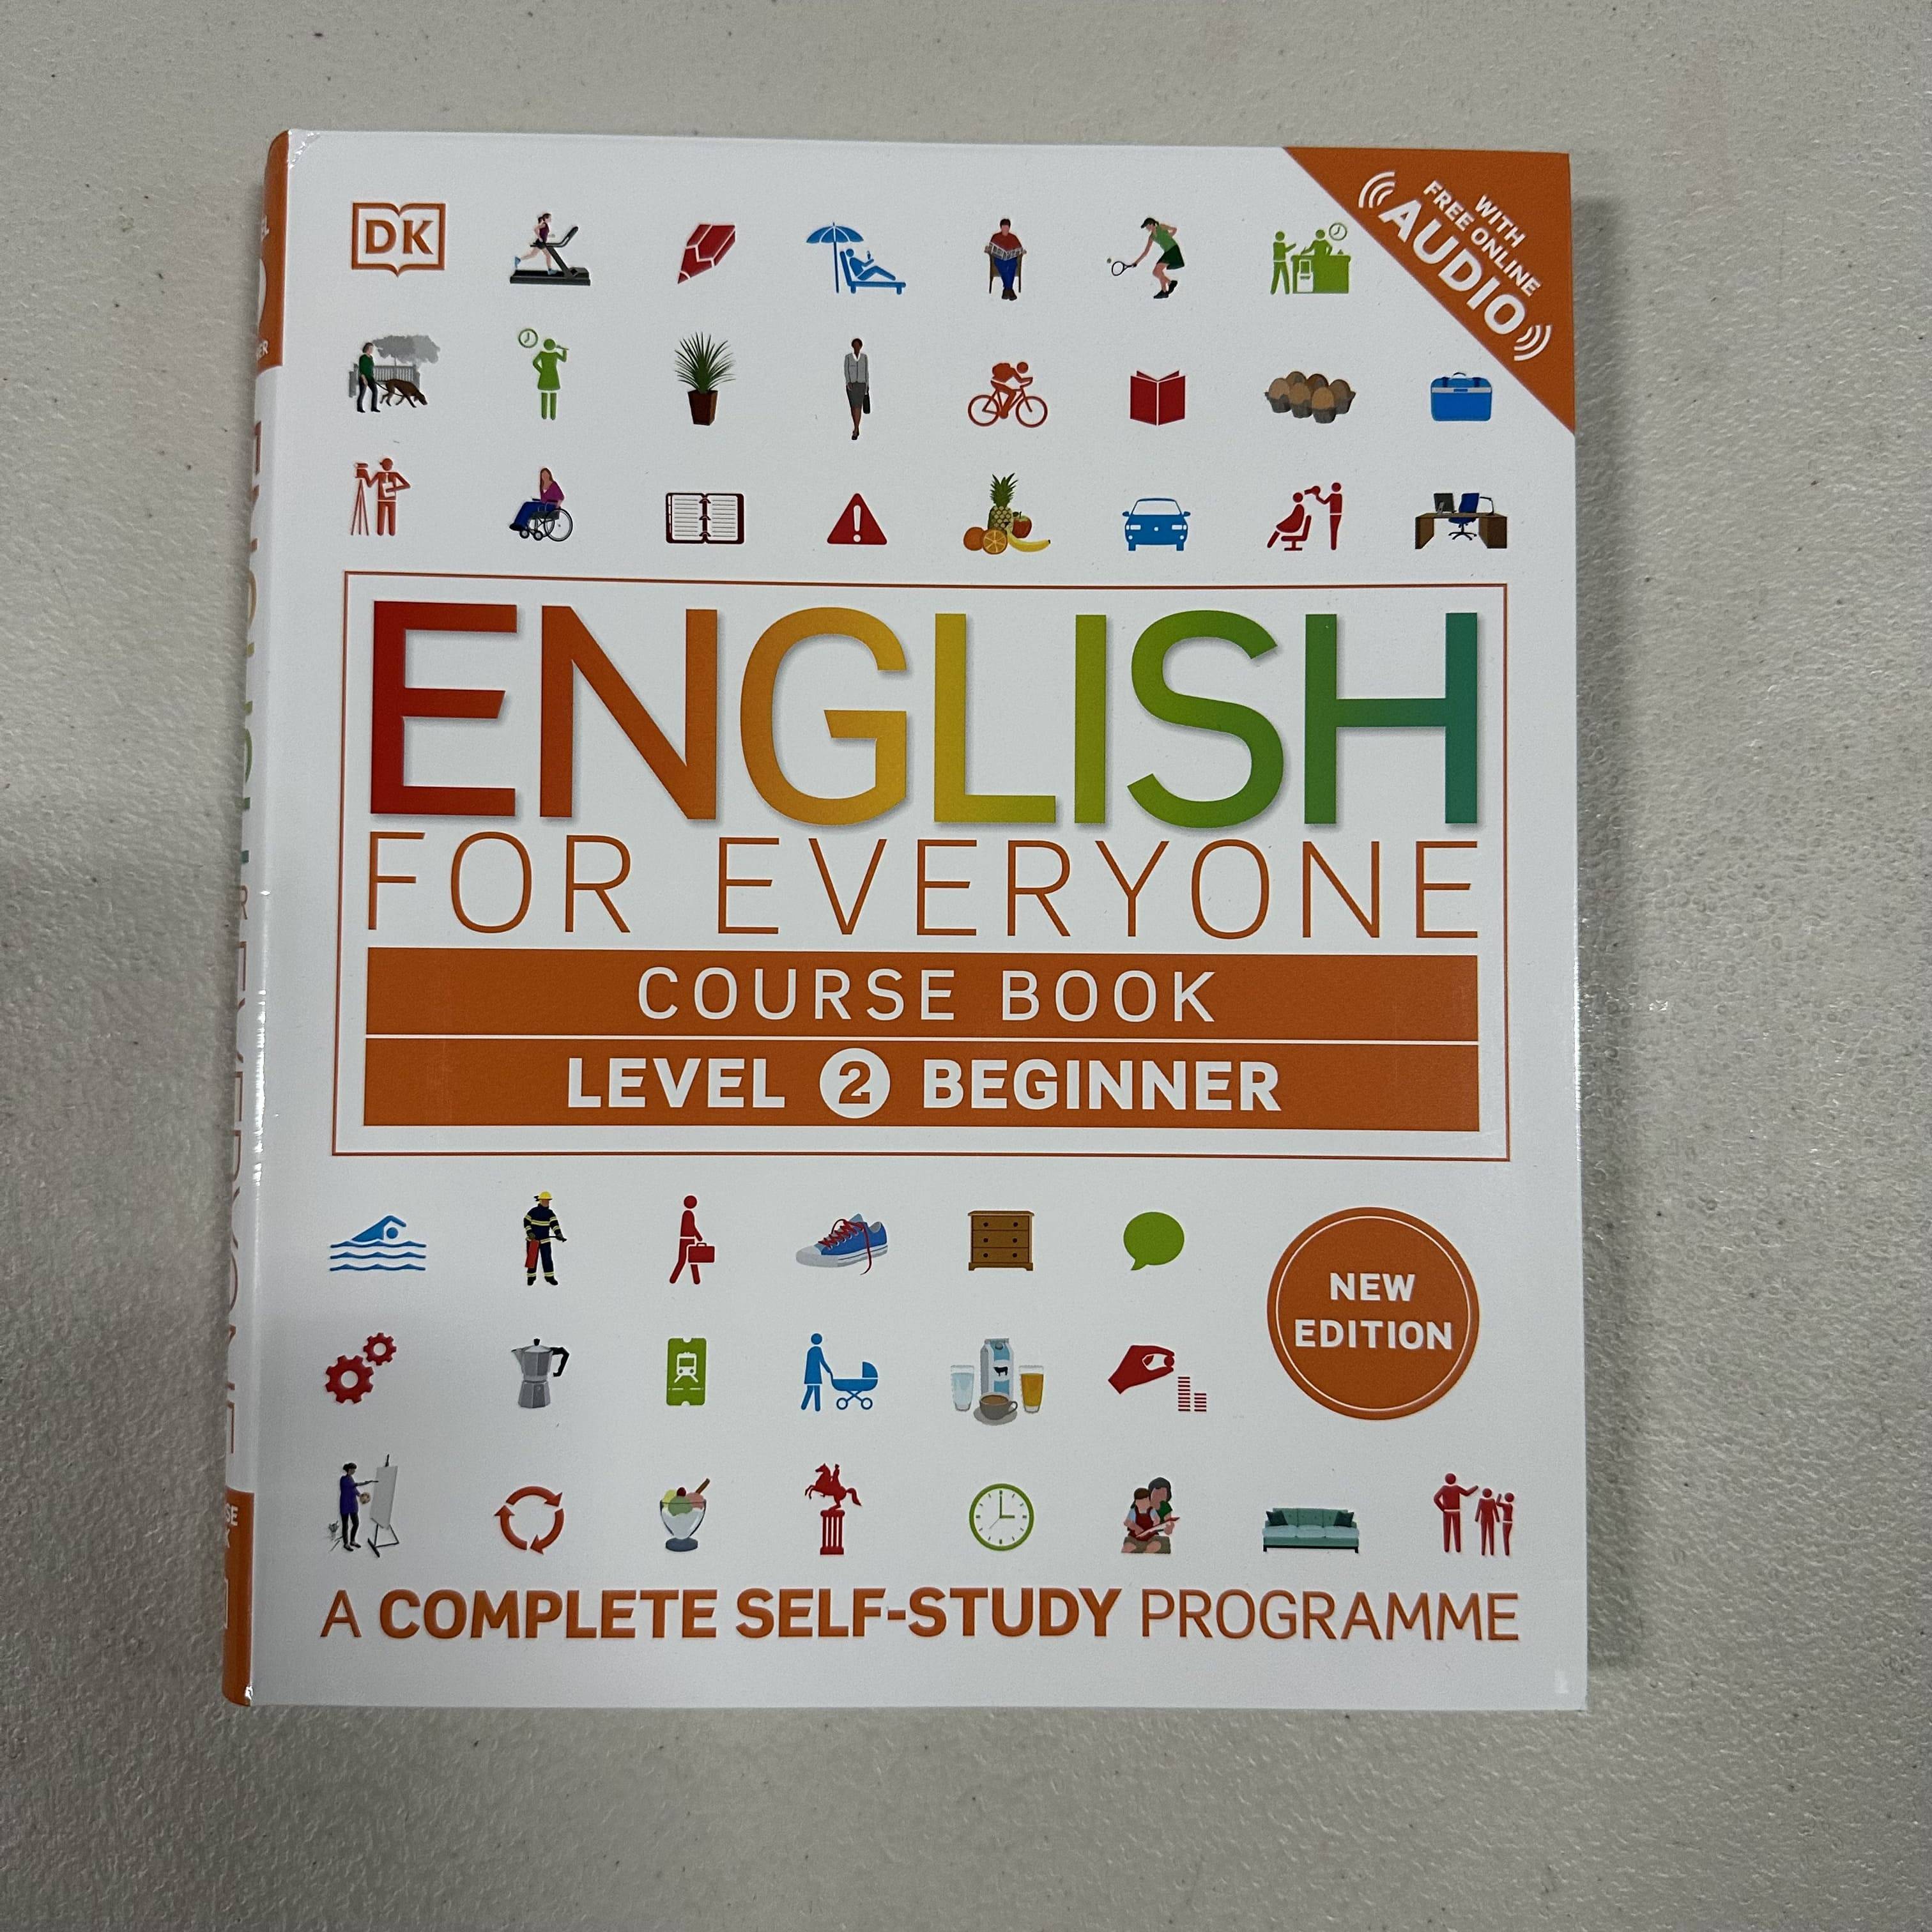 DK
WITH
FREE ONLINE
AUDIO
ENGLISH
FOR EVERYONE
COURSE BOOK
LEVEL 2 BEGINNER
NEW
EDITION
A COMPLETE SELF-STUDY PROGRAMME